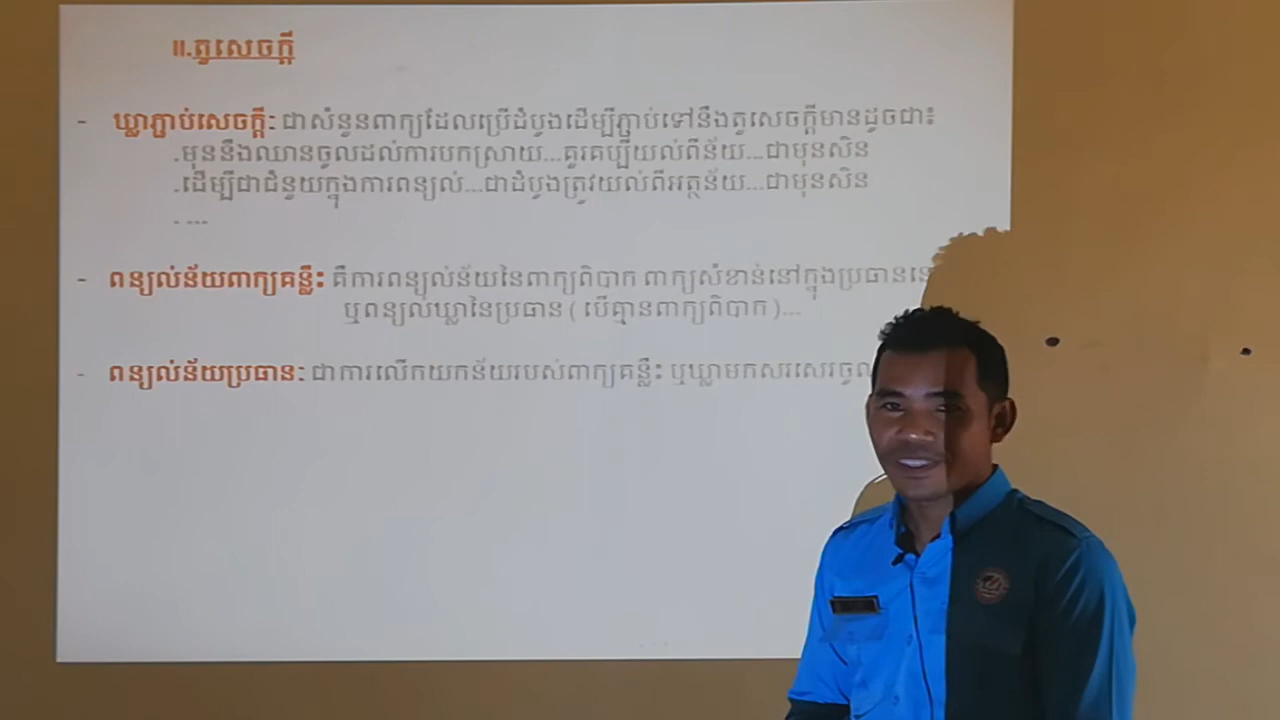 II.តួសេចក្តី
- ឃ្លាភ្ជាប់សេចក្តី: ជាសំនួនពាក្យដែលប្រើដំបូងដើម្បីភ្ជាប់ទៅនឹងតួសេចក្តីមានដូចជា៖
.មុននឹងឈានចូលដល់ការបកស្រាយ...គួរគប្បីយល់ពីន័យ...ជាមុនសិន
.ដើម្បីជាជំនួយក្នុងការពន្យល់...ជាដំបូងត្រូវយល់ពីអត្ថន័យ...ជាមុនសិន
. ...
- ពន្យល់ន័យពាក្យគន្លឹះ គឺការពន្យល់ន័យនៃពាក្យពិបាក ពាក្យសំខាន់នៅក្នុងប្រធាន
ឬពន្យល់ឃ្លានៃប្រធាន ( បើគ្មានពាក្យពិបាក )...
- ពន្យល់ន័យប្រធាន: ជាការលើកយកន័យរបស់ពាក្យគន្លឹះ ឬឃ្លាមកសរសេរចូល